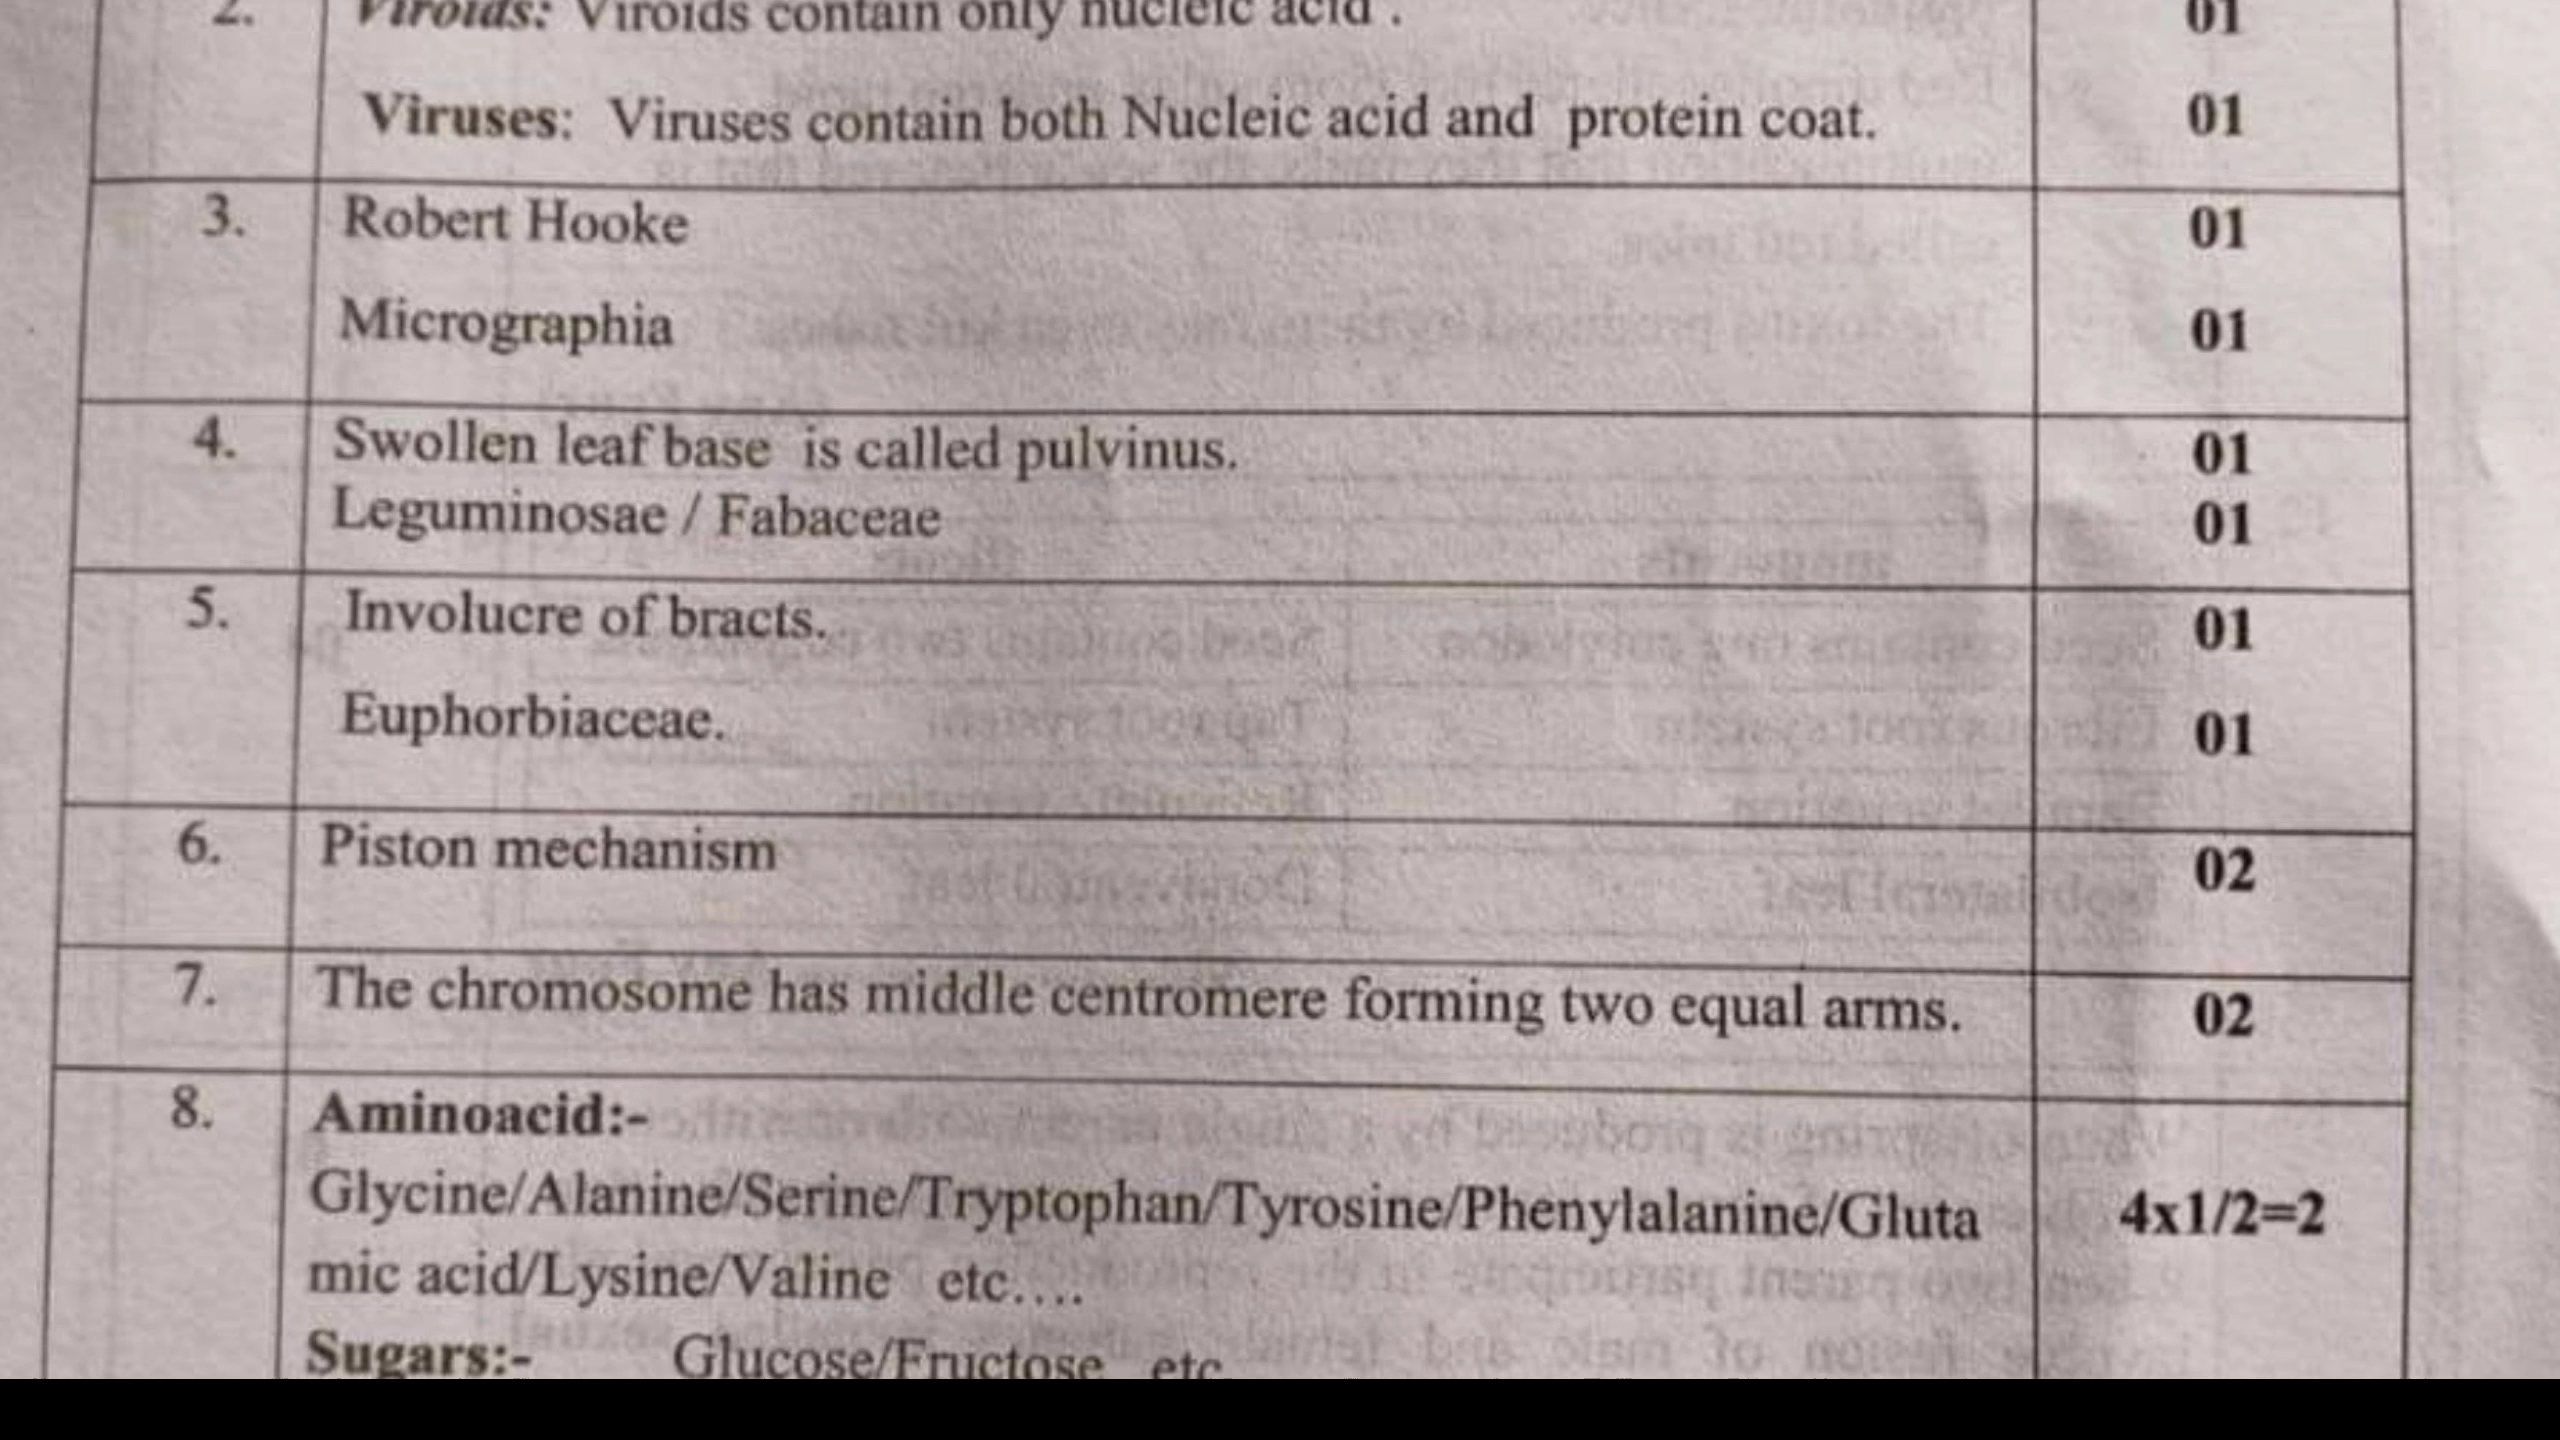 2. Viroids: Viroids contain only nucleic acid . 01
Viruses: Viruses contain both Nucleic acid and protein coat. 01
3. Robert Hooke 01
Micrographia 01
4. Swollen leaf base is called pulvinus. 01
Leguminosae / Fabaceae 01
5. Involucre of bracts. 01
Euphorbiaceae. 01
6. Piston mechanism 02
7. The chromosome has middle centromere forming two equal arms. 02
8. Aminoacid:-
Glycine/Alanine/Serine/Tryptophan/Tyrosine/Phenylalanine/Gluta 4x1/2=2
mic acid/Lysine/Valine etc....
Sugars:- Glucose/Fructose etc